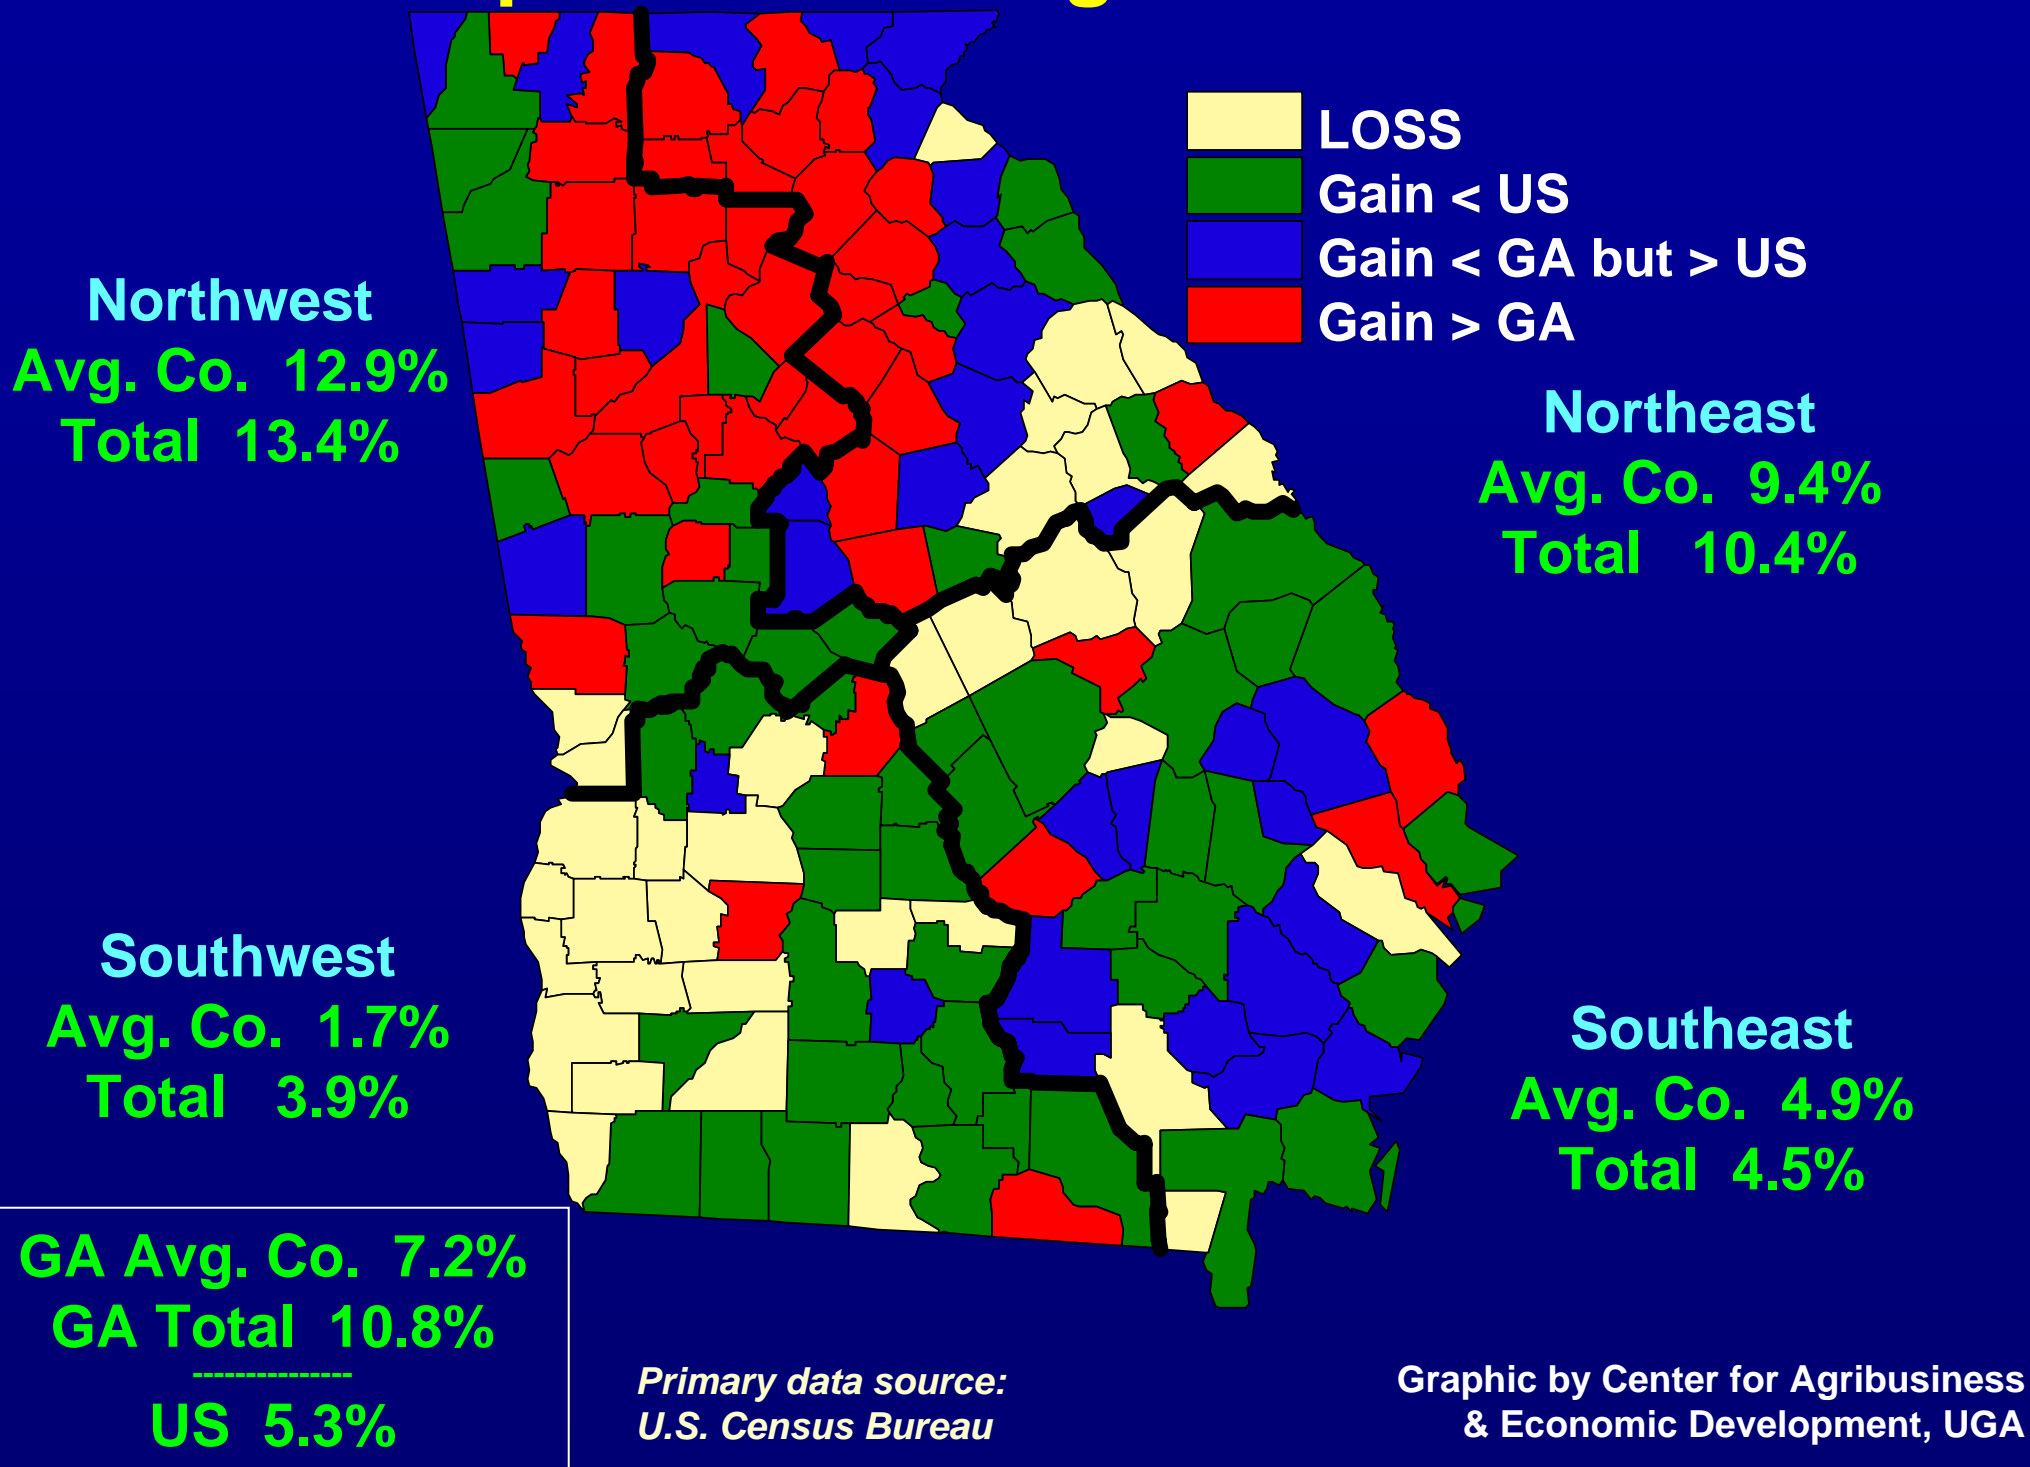 LOSS
Gain < US
Gain < GA but > US
Gain > GA
Northwest
Avg. Co. 12.9%
Total 13.4%
Northeast
Avg. Co. 9.4%
Total 10.4%
Southwest
Avg. Co. 1.7%
Total 3.9%
Southeast
Avg. Co. 4.9%
Total 4.5%
GA Avg. Co. 7.2%
GA Total 10.8%
---------------
US 5.3%
Primary data source:
U.S. Census Bureau
Graphic by Center for Agribusiness
& Economic Development, UGA